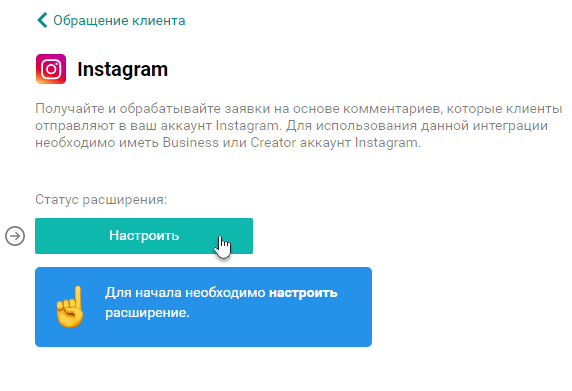 Обращение клиента
Instagram
Получайте и обрабатывайте заявки на основе комментариев, которые клиенты
отправляют в ваш аккаунт Instagram. Для использования данной интеграции
необходимо иметь Business или Creator аккаунт Instagram.
Статус расширения:
Настроить
Для начала необходимо настроить
расширение.